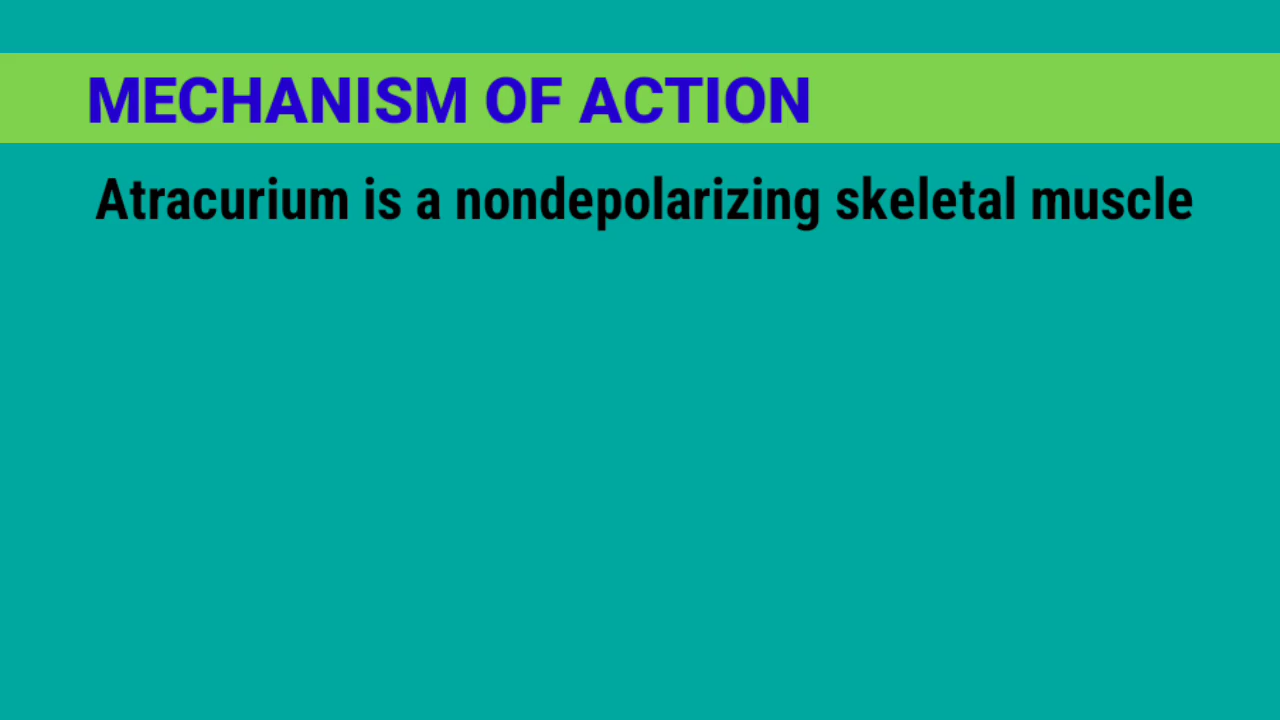 MECHANISM OF ACTION
Atracurium is a nondepolarizing skeletal muscle